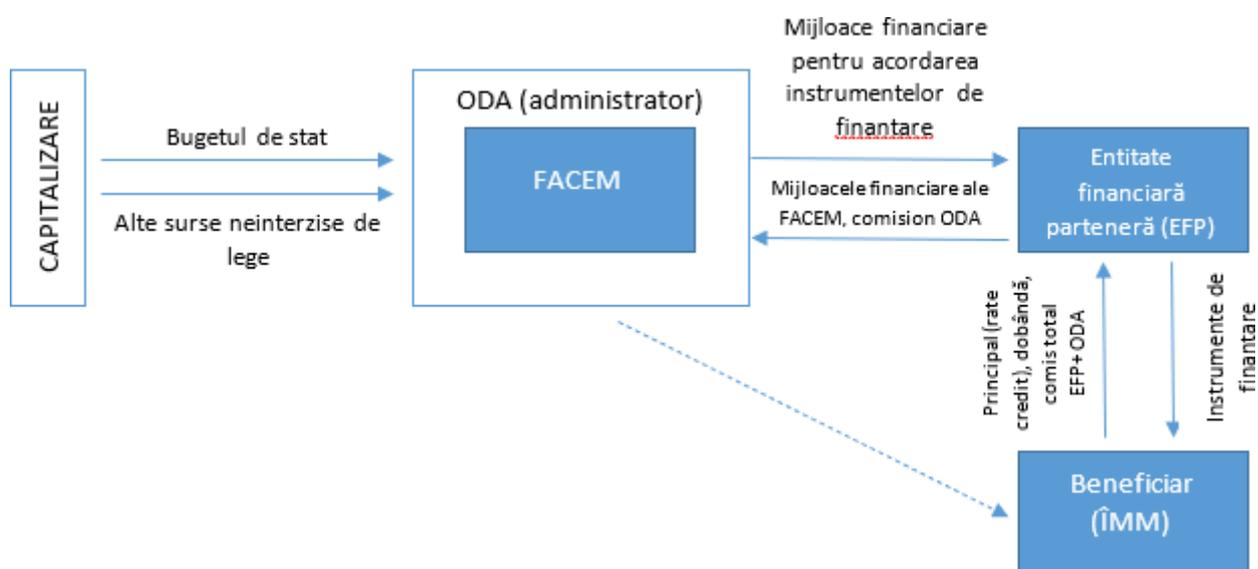 CAPITALIZARE
Bugetul de stat
Alte surse neinterzise de
lege
ODA (administrator)
FACEM
Mijloace financiare
pentru acordarea
instrumentelor de
finantare
Mijloacele financiare ale
FACEM, comision ODA
Entitate
financiară
parteneră (EFP)
Principal (rate
credit), dobândă,
comis total
EFP+ ODA
Instrumente de
finantare
Beneficiar
(ÎMM)